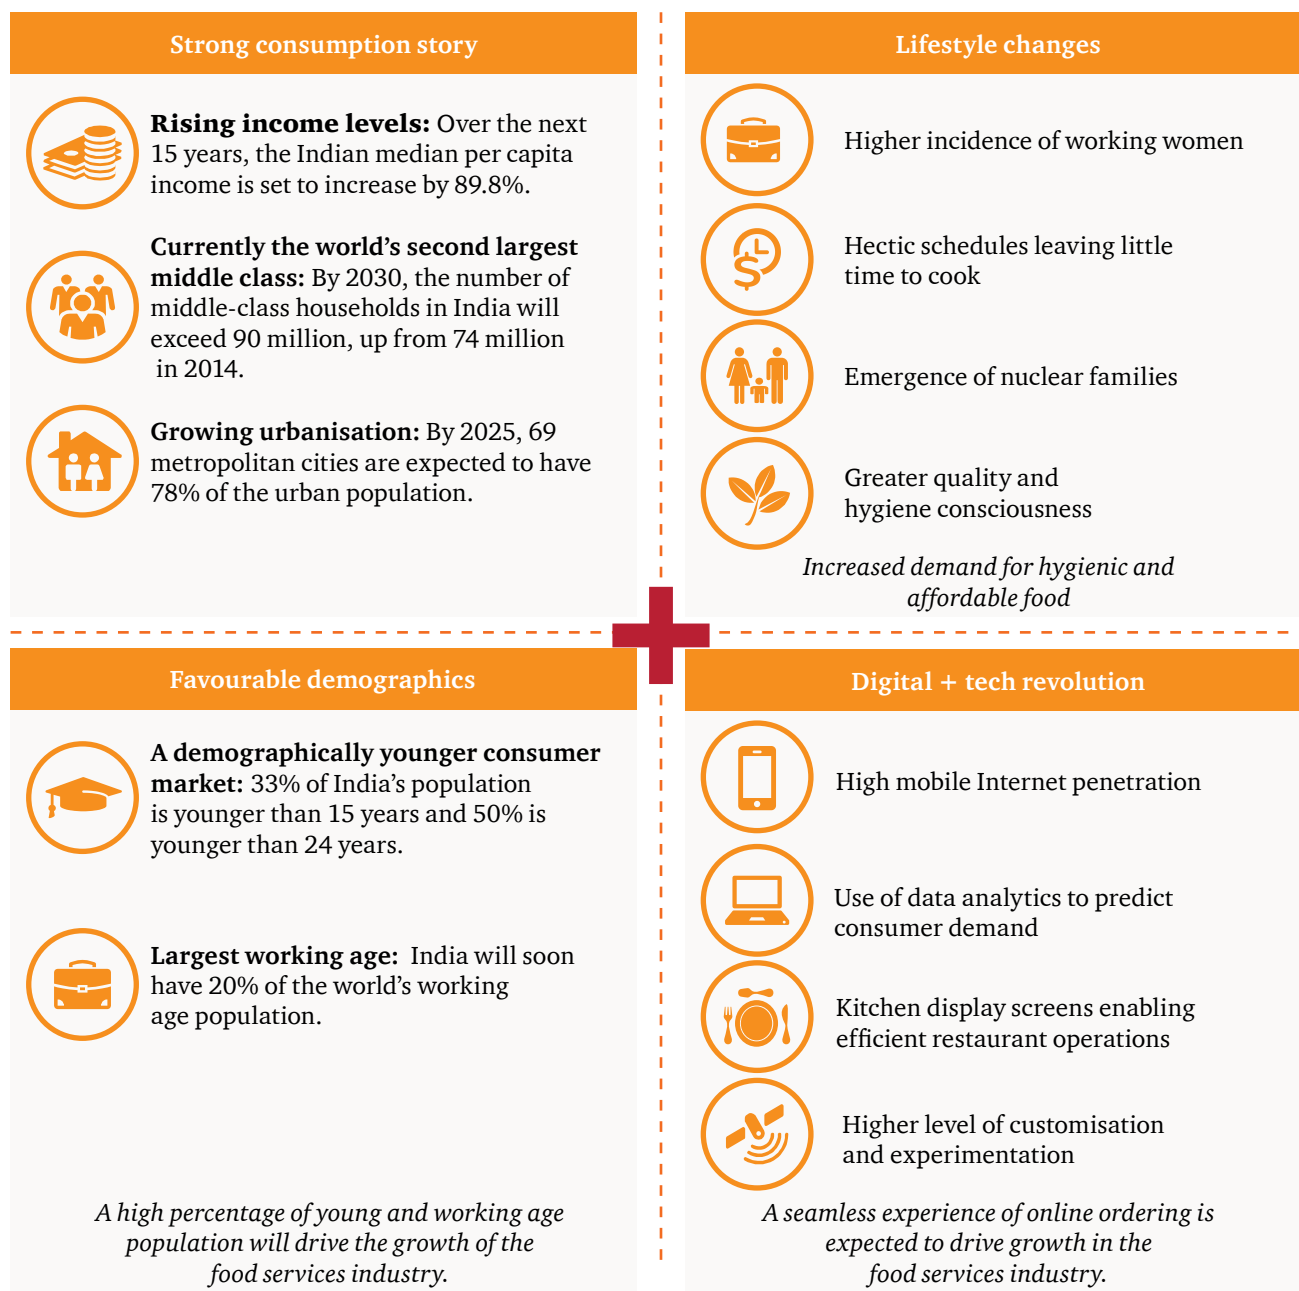 Strong consumption story
Rising income levels: Over the next
15 years, the Indian median per capita
income is set to increase by 89.8%.
Currently the world’s second largest
middle class: By 2030, the number of
middle-class households in India will
exceed 90 million, up from 74 million
in 2014.
Growing urbanisation: By 2025, 69
metropolitan cities are expected to have
78% of the urban population.
Lifestyle changes
Higher incidence of working women
Hectic schedules leaving little
time to cook
$
Emergence of nuclear families
Greater quality and
hygiene consciousness
Increased demand for hygienic and
affordable food
Favourable demographics
A demographically younger consumer
market: 33% of India’s population
is younger than 15 years and 50% is
younger than 24 years.
Largest working age: India will soon
have 20% of the world’s working
age population.
A high percentage of young and working age
population will drive the growth of the
food services industry.
Digital + tech revolution
High mobile Internet penetration
Use of data analytics to predict
consumer demand
Kitchen display screens enabling
efficient restaurant operations
Higher level of customisation
and experimentation
A seamless experience of online ordering is
expected to drive growth in the
food services industry.